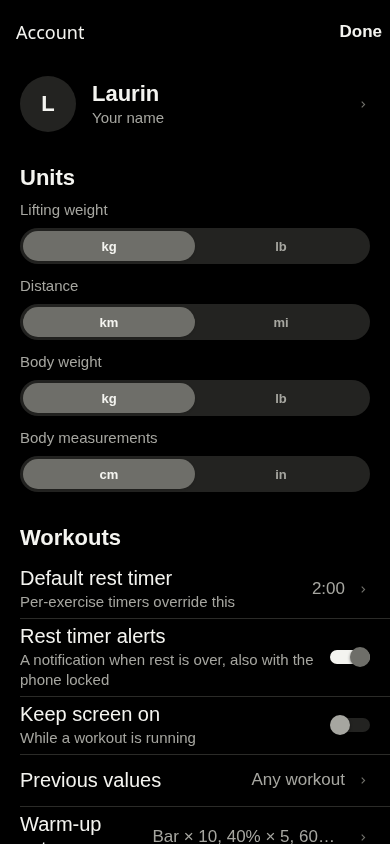 Account
Done
L
Laurin
Your name
Units
Lifting weight
kg
lb
Distance
km
mi
Body weight
kg
lb
Body measurements
cm
in
Workouts
Default rest timer
Per-exercise timers override this
2:00
Rest timer alerts
A notification when rest is over, also with the
phone locked
Keep screen on
While a workout is running
Previous values
Any workout
Warm-up
Bar × 10, 40% × 5, 60…